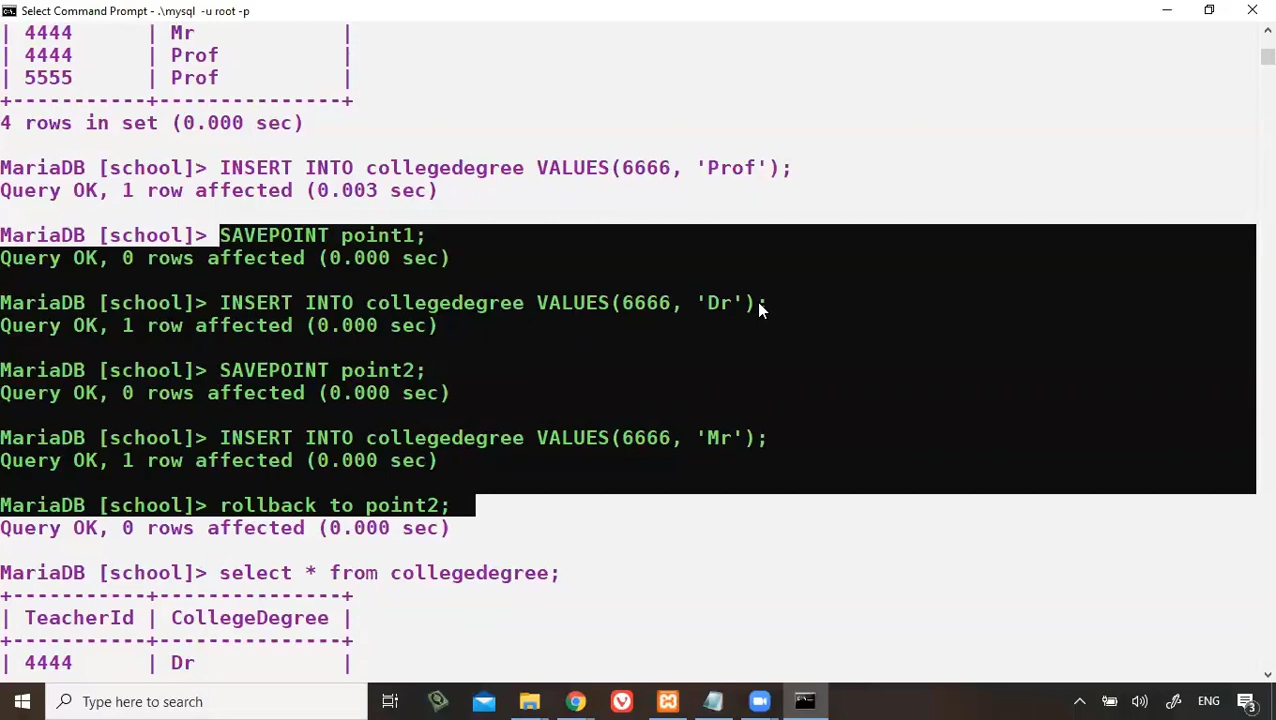 Select Command Prompt - .\mysql -u root -p
| 4444      | Mr            |
| 4444      | Prof          |
| 5555      | Prof          |
+-----------+---------------+
4 rows in set (0.000 sec)
MariaDB [school]> INSERT INTO collegedegree VALUES(6666, 'Prof');
Query OK, 1 row affected (0.003 sec)
MariaDB [school]> SAVEPOINT point1;
Query OK, 0 rows affected (0.000 sec)
MariaDB [school]> INSERT INTO collegedegree VALUES(6666, 'Dr');
Query OK, 1 row affected (0.000 sec)
MariaDB [school]> SAVEPOINT point2;
Query OK, 0 rows affected (0.000 sec)
MariaDB [school]> INSERT INTO collegedegree VALUES(6666, 'Mr');
Query OK, 1 row affected (0.000 sec)
MariaDB [school]> rollback to point2;
Query OK, 0 rows affected (0.000 sec)
MariaDB [school]> select * from collegedegree;
+-----------+---------------+
| TeacherId | CollegeDegree |
+-----------+---------------+
| 4444      | Dr            |
Type here to search
ENG
3